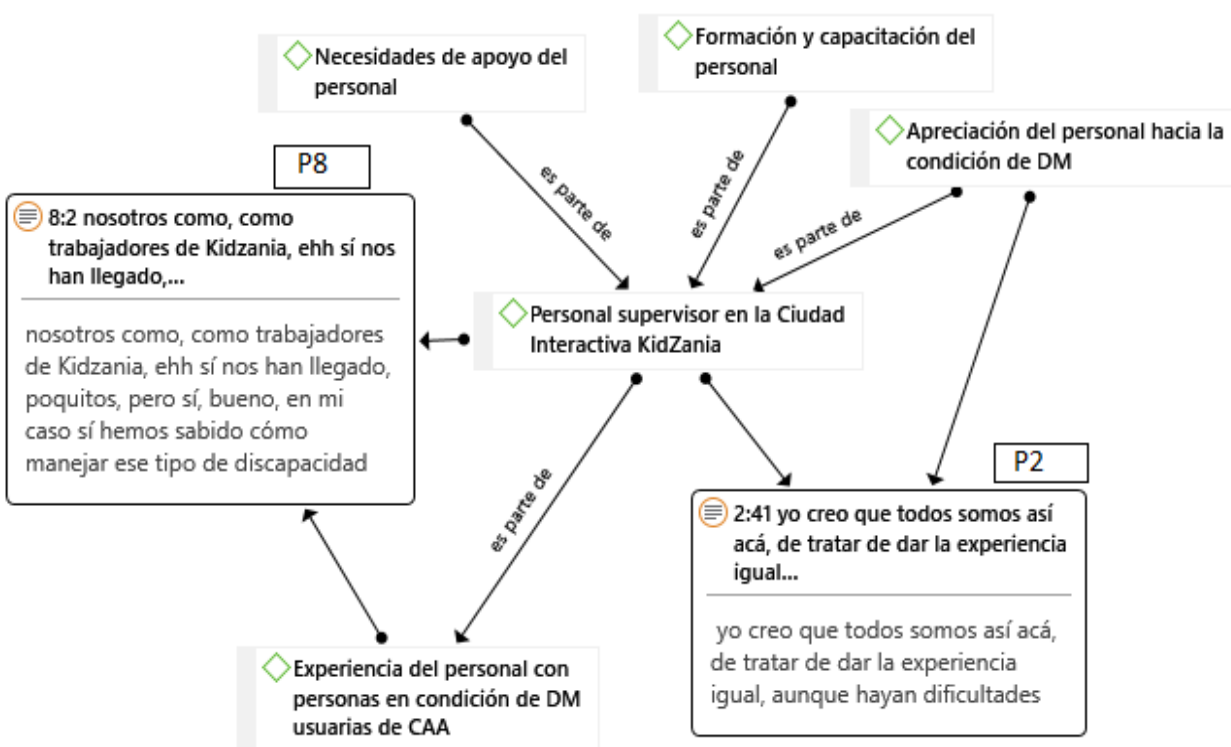 Necesidades de apoyo del
personal
Formación y capacitación del
personal
Apreciación del personal hacia la
condición de DM
es parte de
es parte de
es parte de
P8
8:2 nosotros como, como
trabajadores de Kidzania, ehh sí nos
han llegado,...
nosotros como, como trabajadores
de Kidzania, ehh sí nos han llegado,
poquitos, pero sí, bueno, en mi
caso sí hemos sabido cómo
manejar ese tipo de discapacidad
Personal supervisor en la Ciudad
Interactiva KidZania
es parte de
P2
2:41 yo creo que todos somos así
acá, de tratar de dar la experiencia
igual...
yo creo que todos somos así acá,
de tratar de dar la experiencia
igual, aunque hayan dificultades
Experiencia del personal con
personas en condición de DM
usuarias de CAA